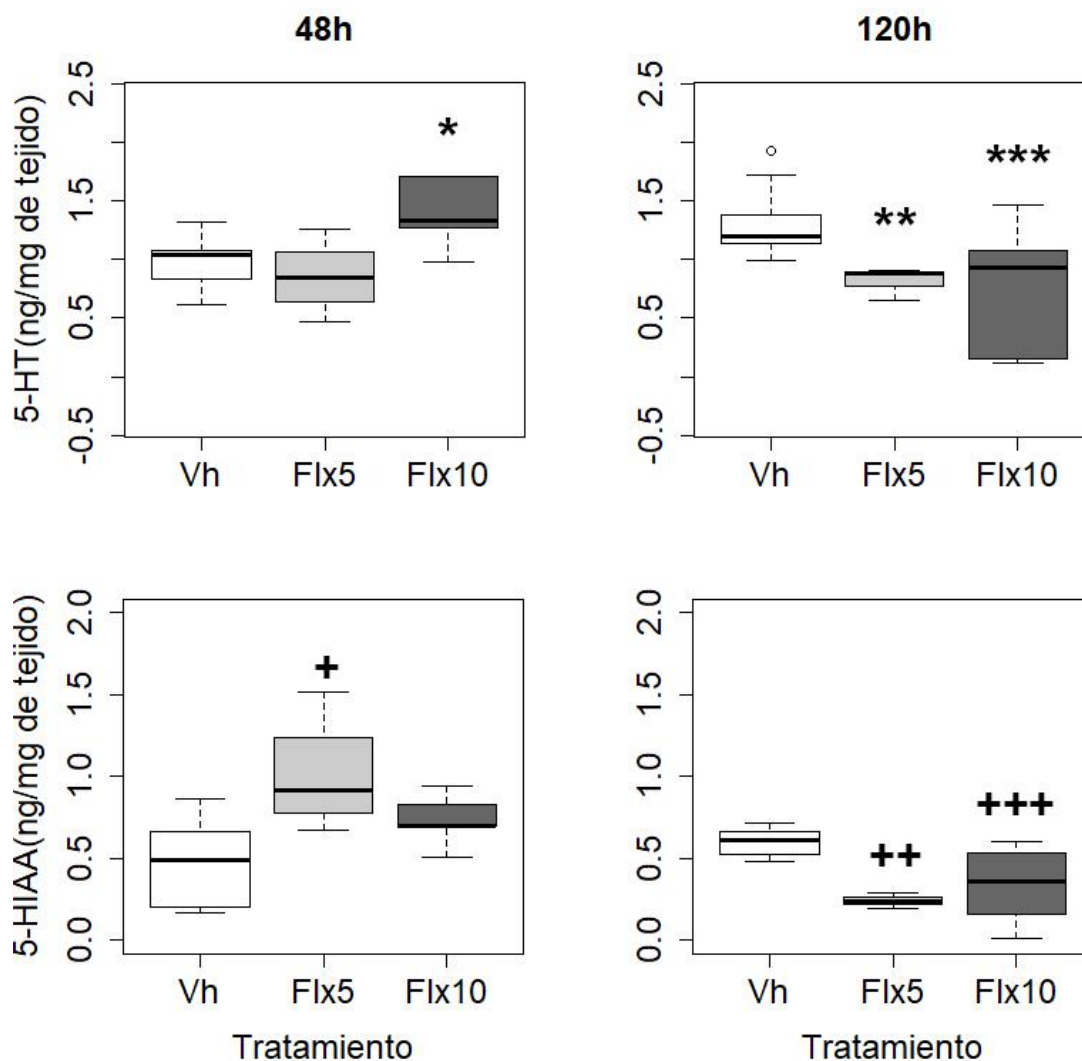 48h
120h
5-HT(ng/mg de tejido)
2.5
1.5
0.5
-0.5
*
Vh Flx5 Flx10
2.5
1.5
0.5
-0.5
**
***
Vh Flx5 Flx10
5-HIAA(ng/mg de tejido)
2.0
1.5
1.0
0.5
0.0
+
Vh Flx5 Flx10
Tratamiento
2.0
1.5
1.0
0.5
0.0
++
+++
Vh Flx5 Flx10
Tratamiento